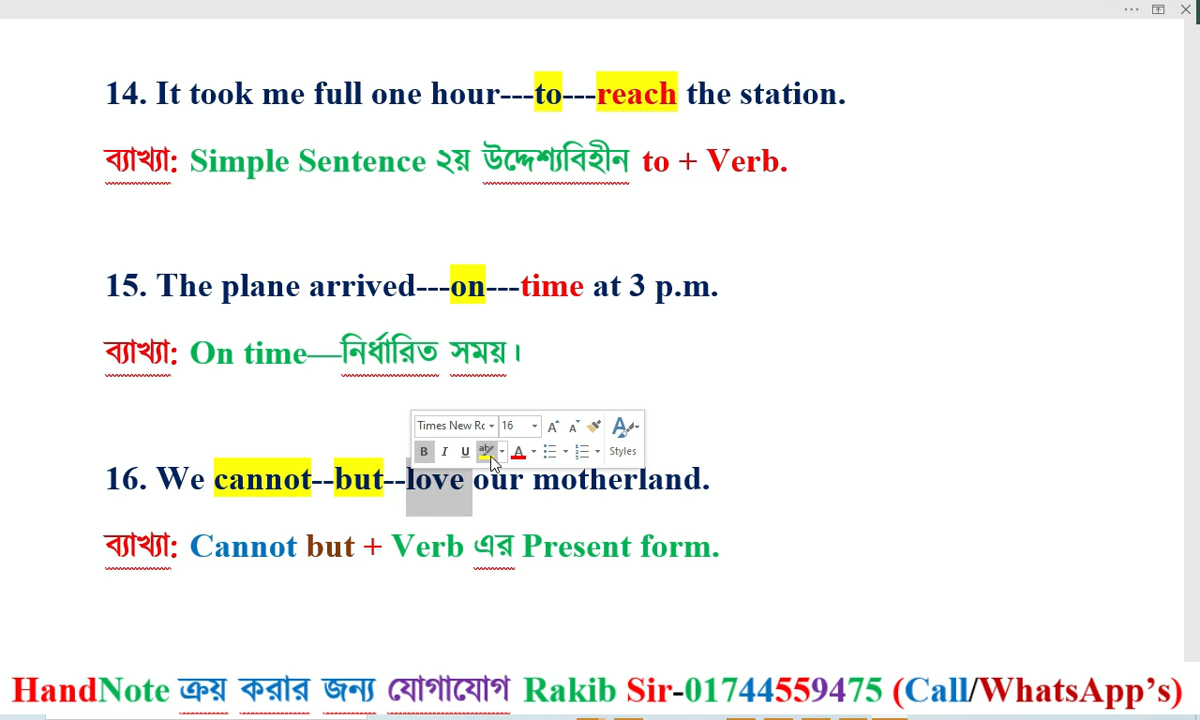 14. It took me full one hour---to---reach the station.
ব্যাখ্যা: Simple Sentence ২য় উদ্দেশ্যবিহীন to + Verb.
15. The plane arrived---on---time at 3 p.m.
ব্যাখ্যা: On time—নির্ধারিত সময়।
Times New Rc 16
B I U A Styles
16. We cannot--but--love our motherland.
ব্যাখ্যা: Cannot but + Verb এর Present form.
HandNote ক্রয় করার জন্য যোগাযোগ Rakib Sir-01744559475 (Call/WhatsApp’s)